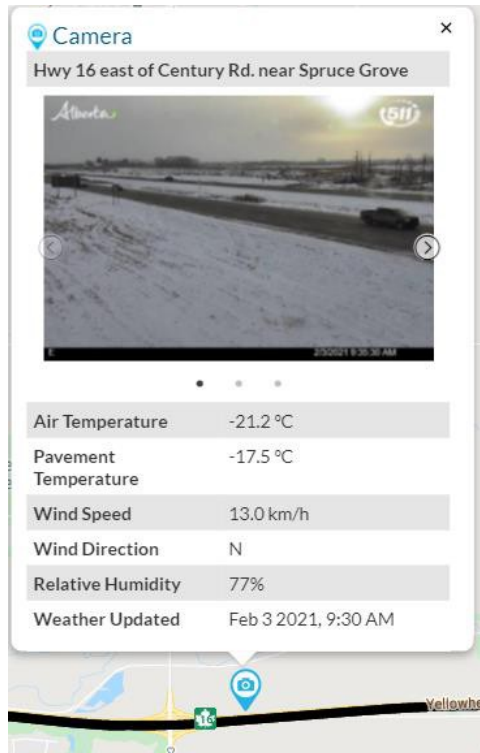 Camera
×
Hwy 16 east of Century Rd. near Spruce Grove
Alberta
511
E
2/3/2021 9:35:30 AM
Air Temperature -21.2 ºC
Pavement -17.5 ºC
Temperature
Wind Speed 13.0 km/h
Wind Direction N
Relative Humidity 77%
Weather Updated Feb 3 2021, 9:30 AM
16
Yellowhe